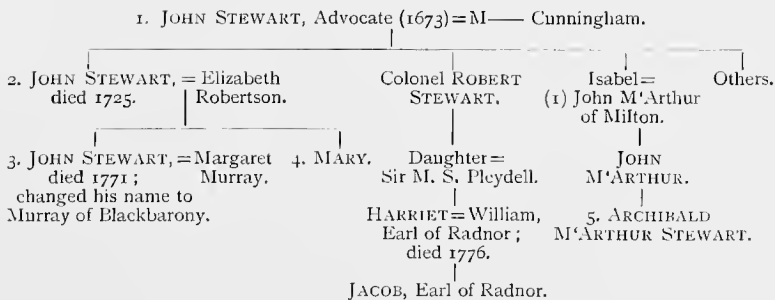 1. JOHN STEWART, Advocate (1673)=M—— Cunningham.
2. JOHN STEWART, = Elizabeth Colonel ROBERT Isabel= Others.
died 1725. Robertson. STEWART. (1) John M'Arthur
of Milton.
3. JOHN STEWART, =Margaret 4. MARY. Daughter= JOHN
died 1771; Murray. Sir M. S. Pleydell. M'ARTHUR.
changed his name to
Murray of Blackbarony. HARRIET=William, 5. ARCHIBALD
Earl of Radnor; M'ARTHUR STEWART.
died 1776.
JACOB, Earl of Radnor.